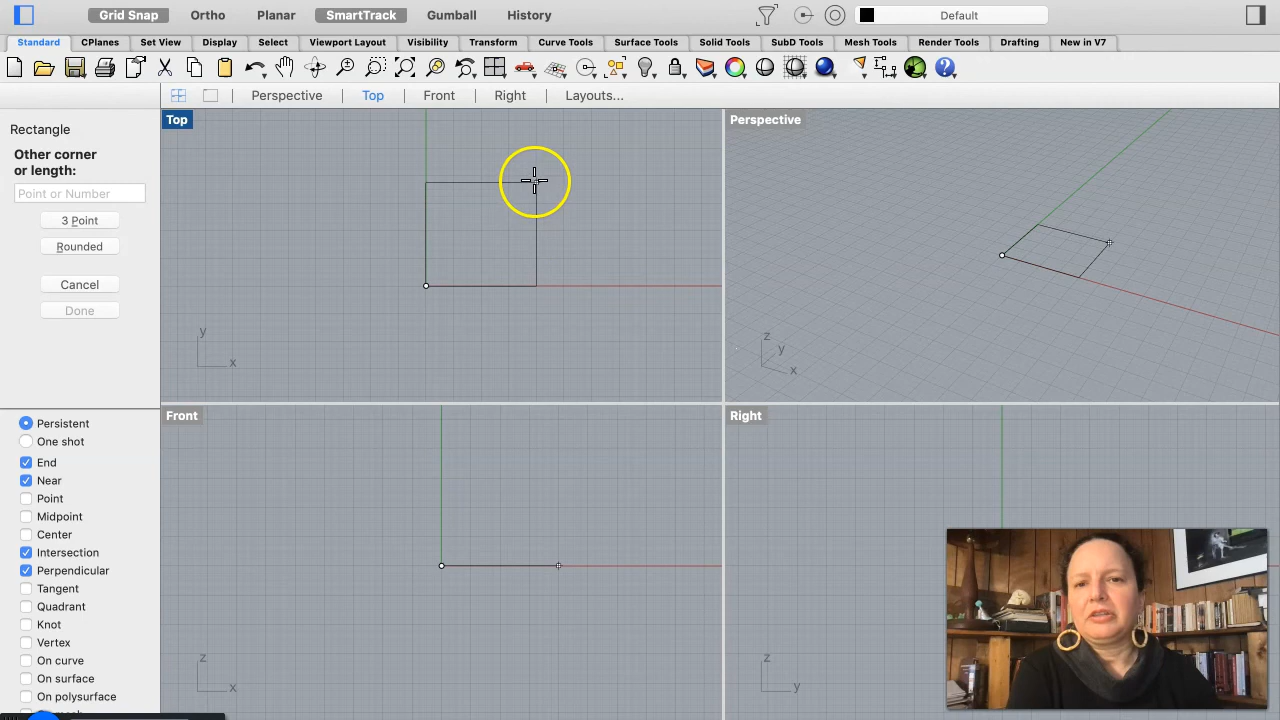 Grid Snap Ortho Planar SmartTrack Gumball History Default
Standard CPlanes Set View Display Select Viewport Layout Visibility Transform Curve Tools Surface Tools Solid Tools SubD Tools Mesh Tools Render Tools Drafting New in V7
Perspective Top Front Right Layouts...
Rectangle
Other corner
or length:
Point or Number
3 Point
Rounded
Cancel
Done
Top
y
x
Perspective
z
y
x
Persistent
One shot
End
Near
Point
Midpoint
Center
Intersection
Perpendicular
Tangent
Quadrant
Knot
Vertex
On curve
On surface
On polysurface
Front
z
x
Right
z
y